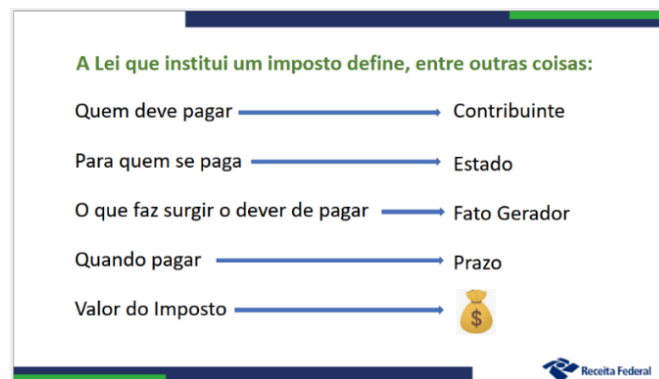 A Lei que institui um imposto define, entre outras coisas:
Quem deve pagar Contribuinte
Para quem se paga Estado
O que faz surgir o dever de pagar Fato Gerador
Quando pagar Prazo
Valor do Imposto $
Receita Federal